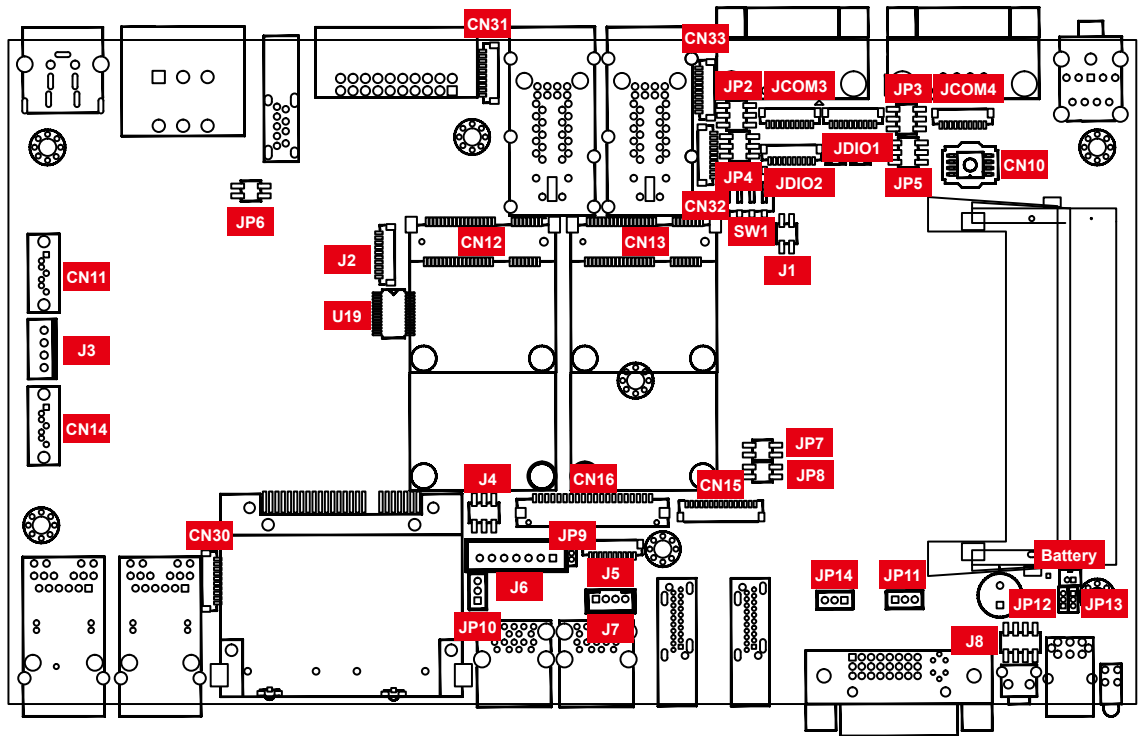 CN31
CN33
JP2
JCOM3
JP3
JCOM4
JDIO1
JP4
JDIO2
JP5
CN10
JP6
CN32
SW1
CN12
CN13
J2
J1
CN11
U19
J3
CN14
JP7
JP8
J4
CN16
CN15
CN30
JP9
Battery
J6
J5
JP14
JP11
JP12
JP13
JP10
J7
J8